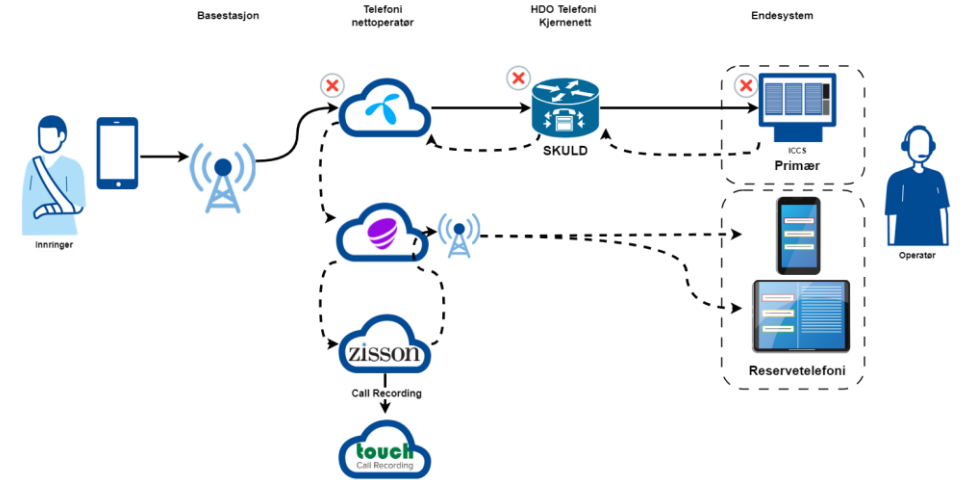 Basestasjon
Telefoni
nettoperatør
HDO Telefoni
Kjernenett
Endesystem
SKULD
ICCS
Primær
Innringer
Operatør
zisson
Reservetelefoni
Call Recording
touch
Call Recording